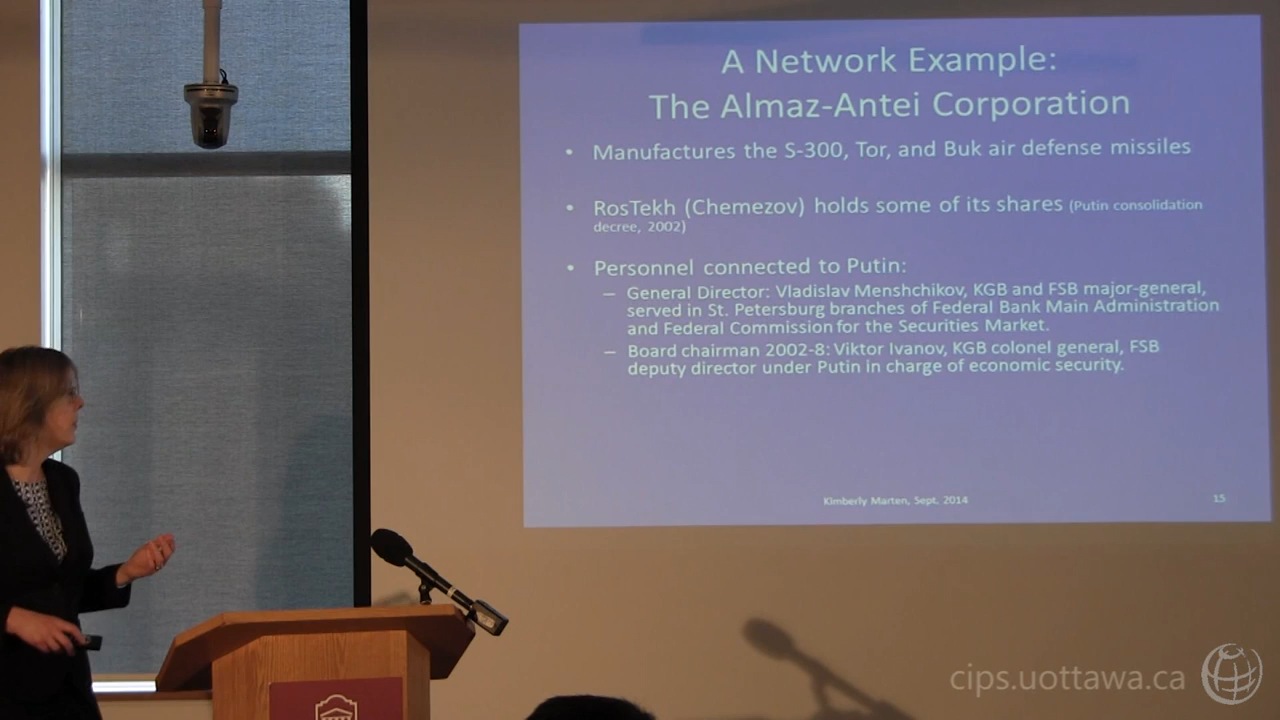 A Network Example:
The Almaz-Antei Corporation
• Manufactures the S-300, Tor, and Buk air defense missiles
• RosTekh (Chemezov) holds some of its shares (Putin consolidation
decree, 2002)
• Personnel connected to Putin:
– General Director: Vladislav Menshchikov, KGB and FSB major-general,
served in St. Petersburg branches of Federal Bank Main Administration
and Federal Commission for the Securities Market.
– Board chairman 2002-8: Viktor Ivanov, KGB colonel general, FSB
deputy director under Putin in charge of economic security.
Kimberly Marten, Sept. 2014
15
cips.uottawa.ca